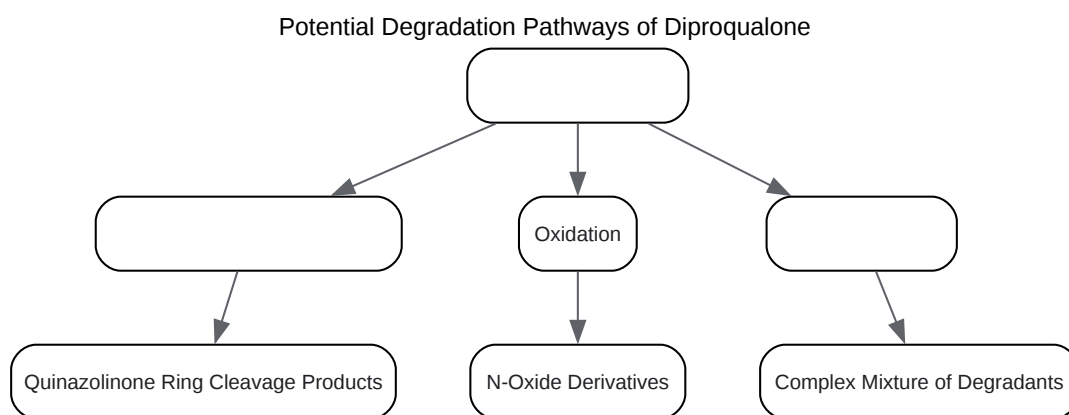 Potential Degradation Pathways of Diproqualone
Oxidation
Quinazolinone Ring Cleavage Products
N-Oxide Derivatives
Complex Mixture of Degradants